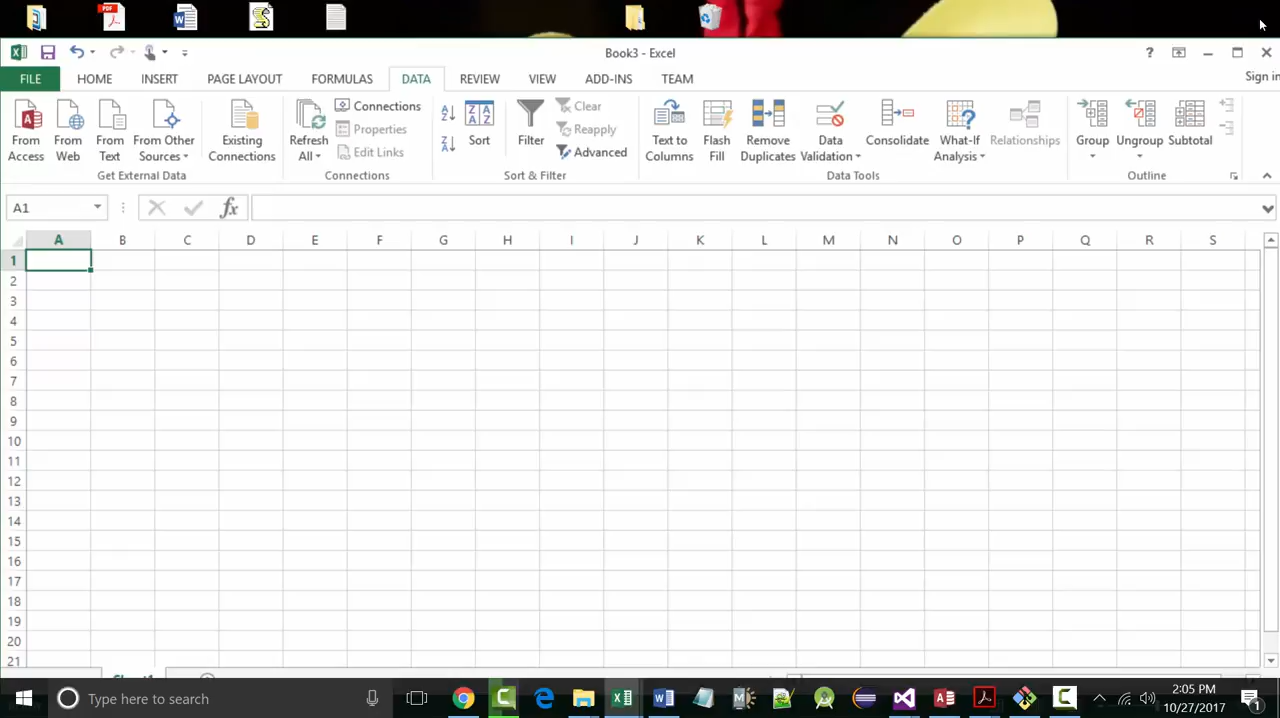 PDF
Book3 - Excel
?
FILE HOME INSERT PAGE LAYOUT FORMULAS DATA REVIEW VIEW ADD-INS TEAM Sign in
From Access
From Web
From Text
From Other Sources
Existing Connections
Refresh All
Connections
Properties
Edit Links
Sort
Filter
Clear
Reapply
Advanced
Text to Columns
Flash Fill
Remove Duplicates
Data Validation
Consolidate
What-If Analysis
Relationships
Group
Ungroup
Subtotal
Get External Data Connections Sort & Filter Data Tools Outline
A1 fx
A B C D E F G H I J K L M N O P Q R S
1
2
3
4
5
6
7
8
9
10
11
12
13
14
15
16
17
18
19
20
21
Type here to search
2:05 PM
10/27/2017
1